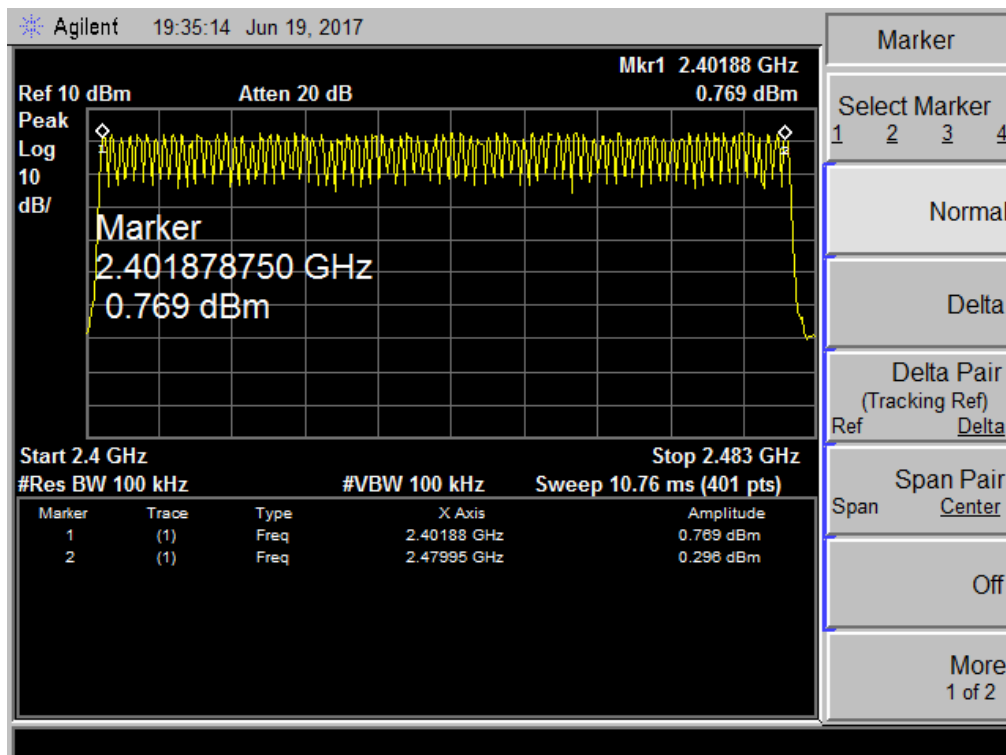 Agilent 19:35:14 Jun 19, 2017
Mkr1 2.40188 GHz
Ref 10 dBm Atten 20 dB 0.769 dBm
Peak
Log
10
dB/
Marker
2.401878750 GHz
0.769 dBm
Start 2.4 GHz Stop 2.483 GHz
#Res BW 100 kHz #VBW 100 kHz Sweep 10.76 ms (401 pts)
Marker Trace Type X Axis Amplitude
1 (1) Freq 2.40188 GHz 0.769 dBm
2 (1) Freq 2.47995 GHz 0.296 dBm
Marker
Select Marker
1 2 3 4
Normal
Delta
Delta Pair
(Tracking Ref)
Ref Delta
Span Pair
Span Center
Off
More
1 of 2